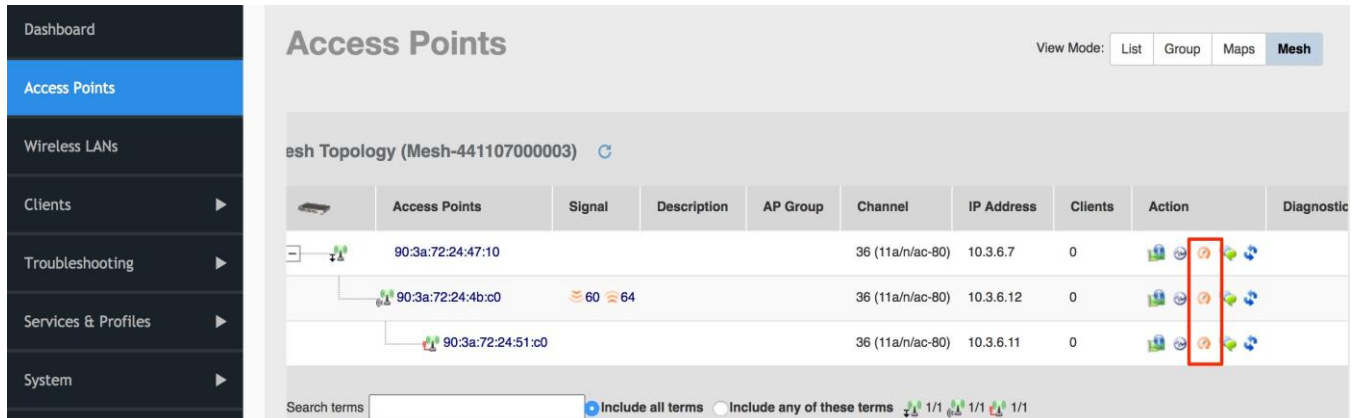 Dashboard
Access Points
Wireless LANs
Clients
Troubleshooting
Services & Profiles
System
Access Points
View Mode: List Group Maps Mesh
esh Topology (Mesh-441107000003)
Access Points Signal Description AP Group Channel IP Address Clients Action Diagnostic
90:3a:72:24:47:10 36 (11a/n/ac-80) 10.3.6.7 0
90:3a:72:24:4b:c0 60 64 36 (11a/n/ac-80) 10.3.6.12 0
90:3a:72:24:51:c0 36 (11a/n/ac-80) 10.3.6.11 0
Search terms Include all terms Include any of these terms 1/1 1/1 1/1